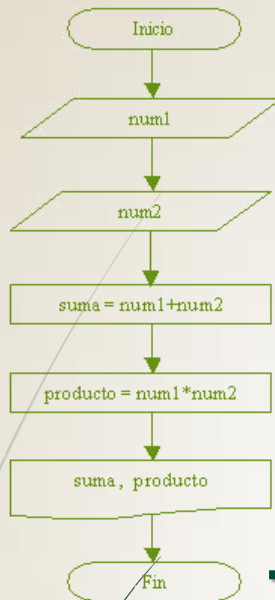 Inicio
num1
num2
suma = num1+num2
producto = num1*num2
suma, producto
Fin